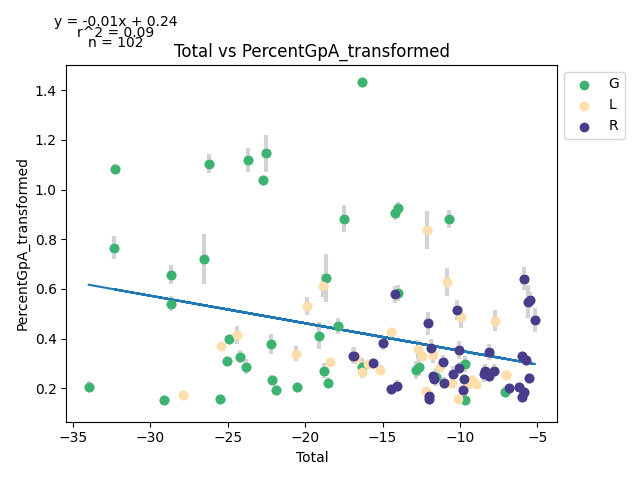 y = -0.01x + 0.24
r^2 = 0.09
n = 102
Total vs PercentGpA_transformed
G
L
R
PercentGpA_transformed
1.4
1.2
1.0
0.8
0.6
0.4
0.2
−35 −30 −25 −20 −15 −10 −5
Total